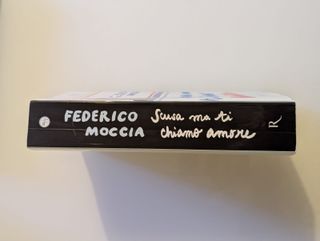 FEDERICO
MOCCIA
Scusa ma ti
chiamo amore
R